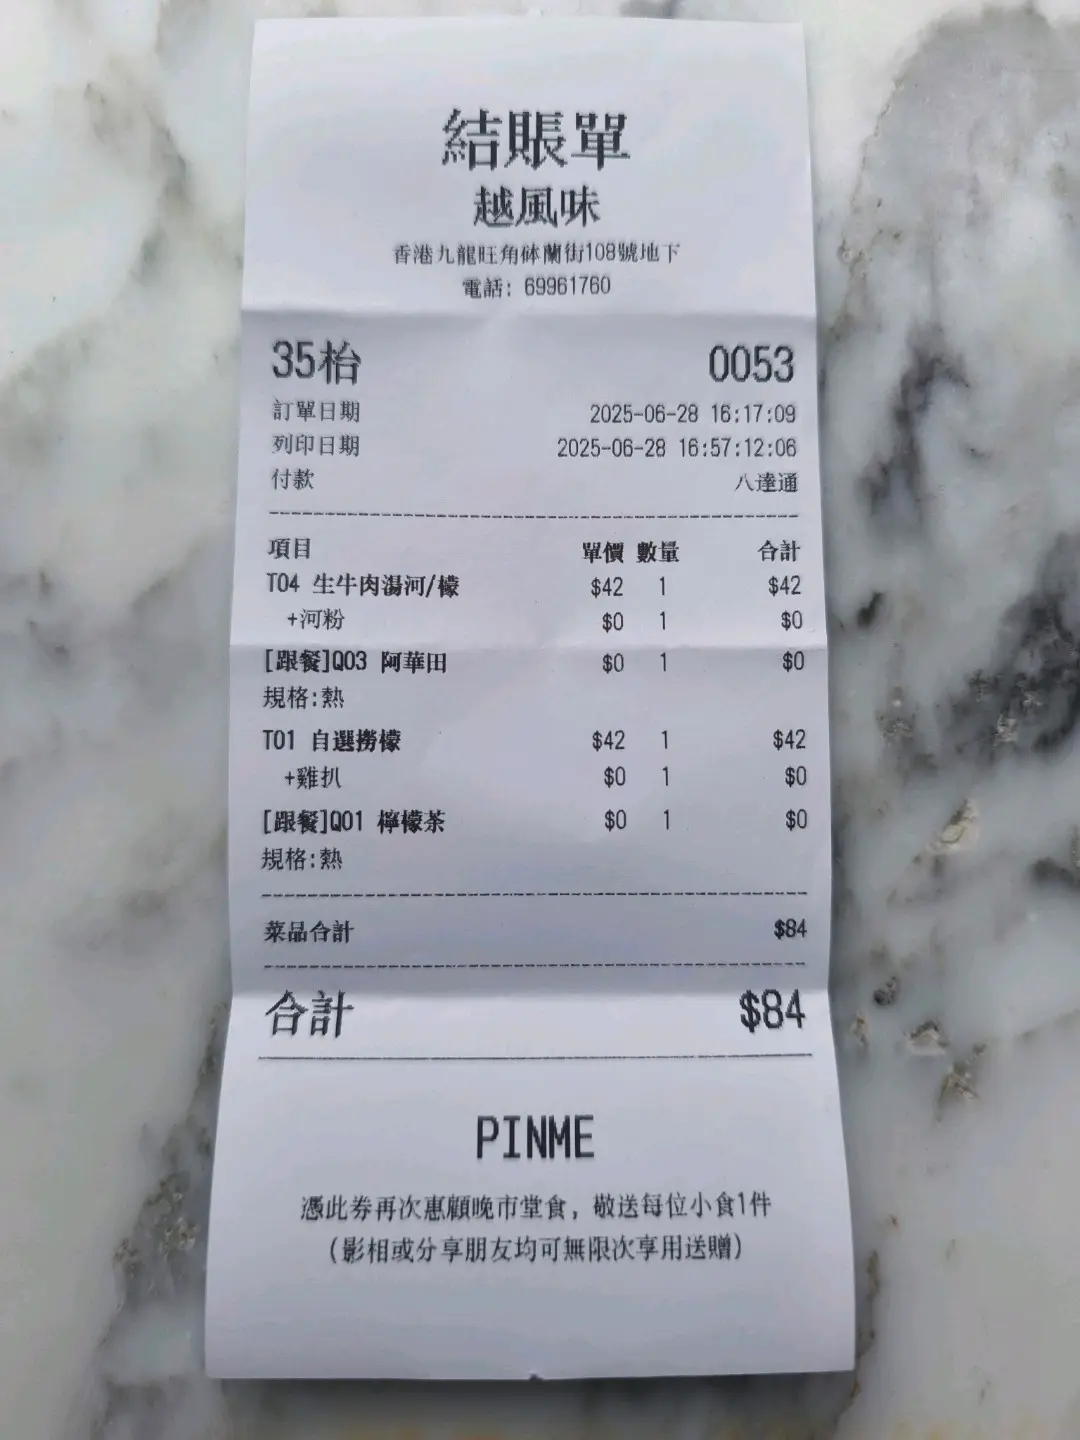 結賬單
越風味
香港九龍旺角砵蘭街108號地下
電話: 69961760
35枱 0053
訂單日期 2025-06-28 16:17:09
列印日期 2025-06-28 16:57:12:06
付款 八達通
項目 單價 數量 合計
T04 生牛肉湯河/檬 $42 1 $42
+河粉 $0 1 $0
[跟餐]Q03 阿華田 $0 1 $0
規格:熱
T01 自選撈檬 $42 1 $42
+雞扒 $0 1 $0
[跟餐]Q01 檸檬茶 $0 1 $0
規格:熱
菜品合計 $84
合計 $84
PINME
憑此券再次惠顧晚市堂食, 敬送每位小食1件
(影相或分享朋友均可無限次享用送贈)